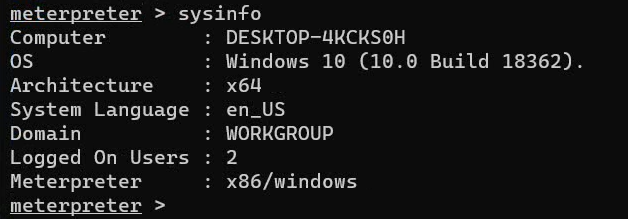 meterpreter > sysinfo
Computer        : DESKTOP-4KCKS0H
OS              : Windows 10 (10.0 Build 18362).
Architecture    : x64
System Language : en_US
Domain          : WORKGROUP
Logged On Users : 2
Meterpreter     : x86/windows
meterpreter >